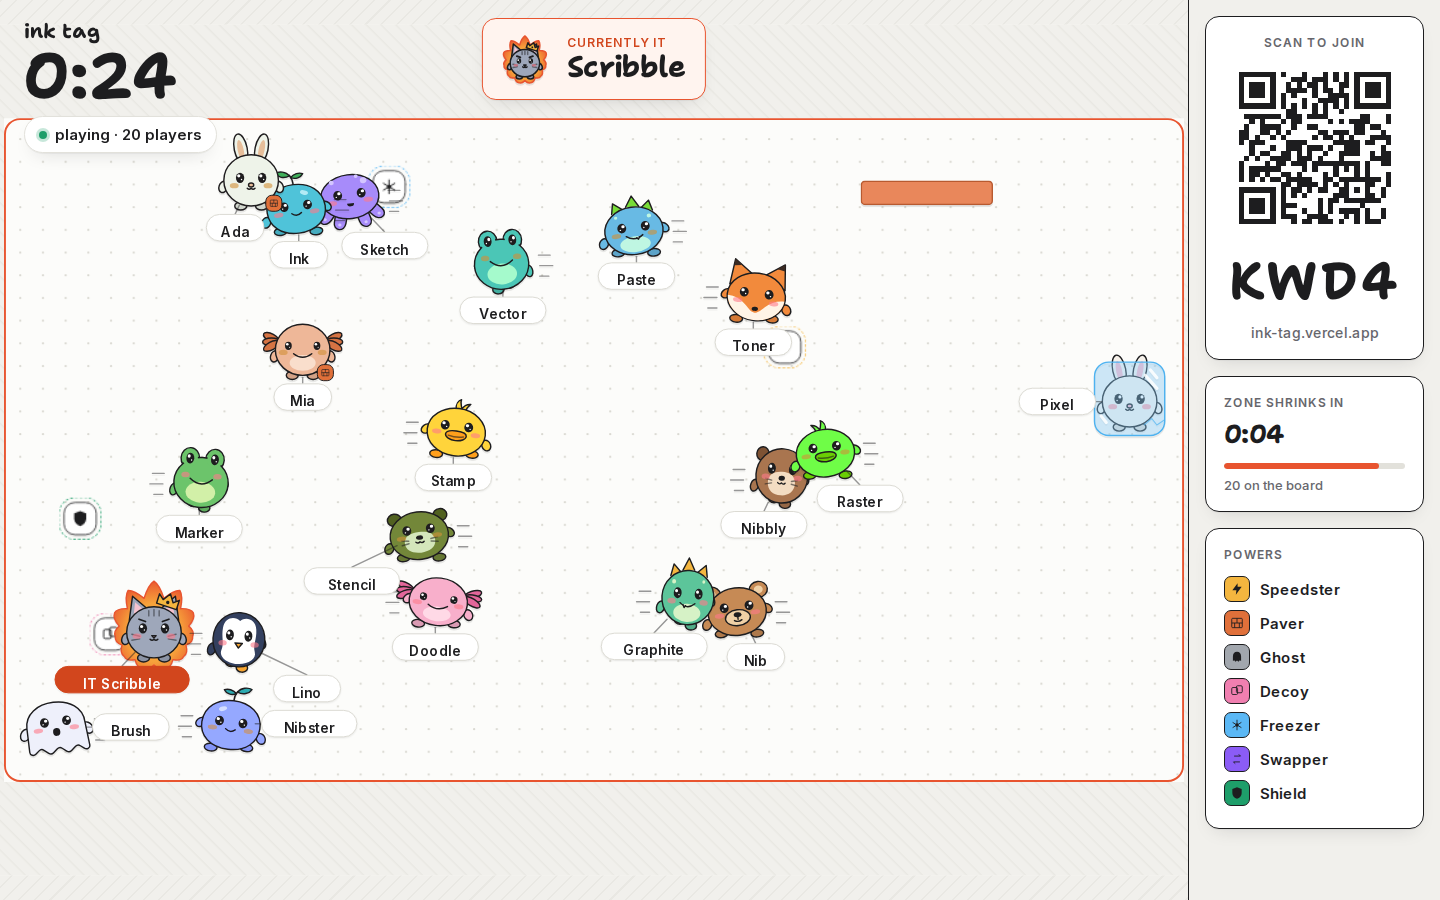 ink tag
0:24
CURRENTLY IT
Scribble
playing · 20 players
Ada
Ink
Sketch
Vector
Paste
Toner
Mia
Pixel
Stamp
Marker
Nibbly
Raster
Stencil
Doodle
Graphite
Nib
IT Scribble
Lino
Brush
Nibster
SCAN TO JOIN
KWD4
ink-tag.vercel.app
ZONE SHRINKS IN
0:04
20 on the board
POWERS
Speedster
Paver
Ghost
Decoy
Freezer
Swapper
Shield